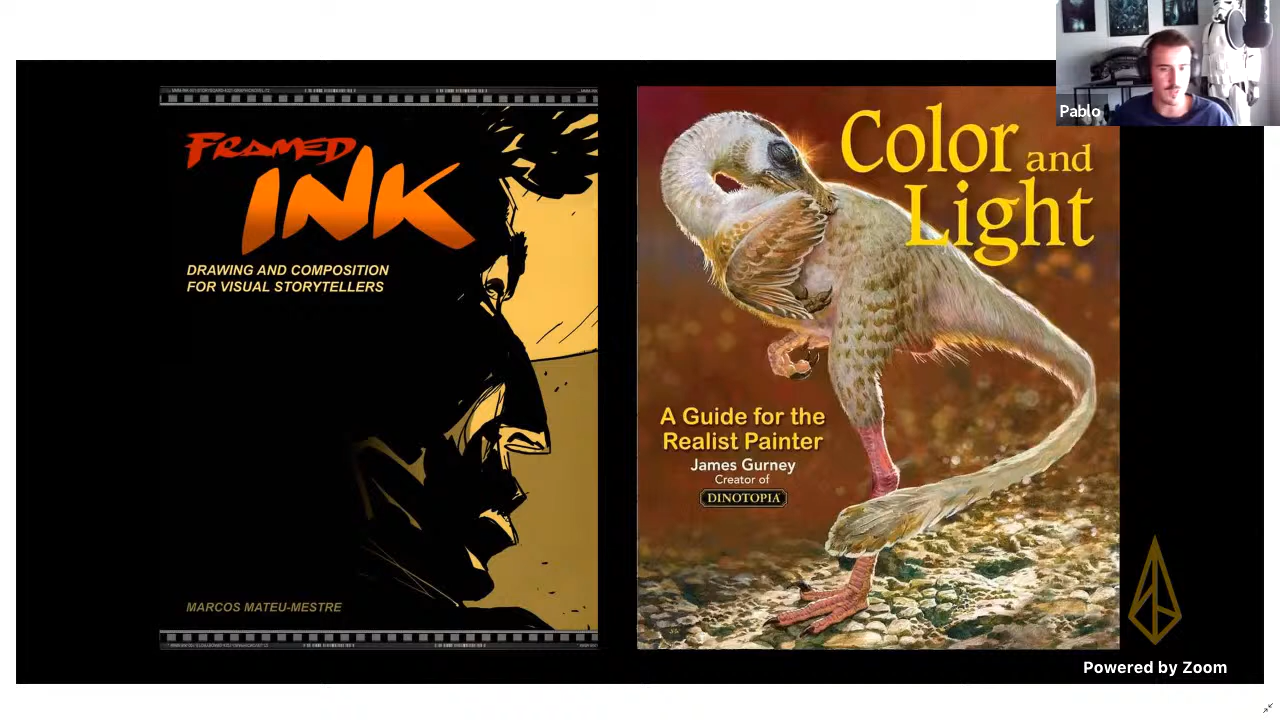 FRAMED
INK
DRAWING AND COMPOSITION
FOR VISUAL STORYTELLERS
MARCOS MATEU-MESTRE
Color and
Light
A Guide for the
Realist Painter
James Gurney
Creator of
DINOTOPIA
Pablo
Powered by Zoom